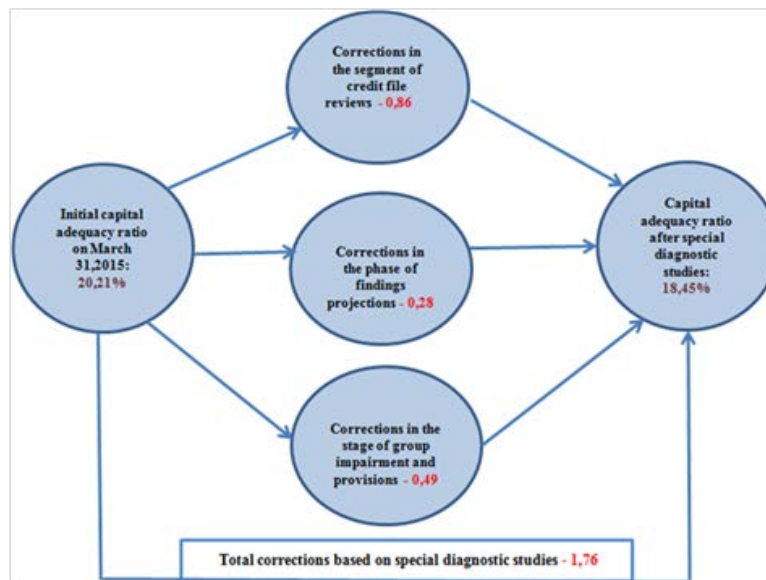 Corrections in
the segment of
credit file
reviews - 0,86
Initial capital
adequacy ratio
on March
31,2015:
20,21%
Corrections in
the phase of
findings
projections - 0,28
Capital
adequacy ratio
after special
diagnostic
studies:
18,45%
Corrections in the
stage of group
impairment and
provisions - 0,49
Total corrections based on special diagnostic studies - 1,76